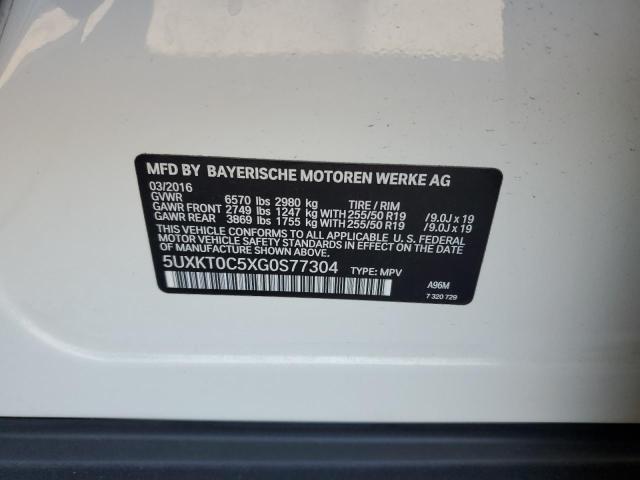 MFD BY BAYERISCHE MOTOREN WERKE AG
03/2016
GVWR 6570 lbs 2980 kg TIRE / RIM
GAWR FRONT 2749 lbs 1247 kg WITH 255/50 R19 /9.0J x 19
GAWR REAR 3869 lbs 1755 kg WITH 255/50 R19 /9.0J x 19
THIS VEHICLE CONFORMS TO ALL APPLICABLE U.S. FEDERAL
MOTOR VEHICLE SAFETY STANDARDS IN EFFECT ON THE DATE
OF MANUFACTURE SHOWN ABOVE.
5UXKT0C5XG0S77304 TYPE: MPV
A96M
7 320 729